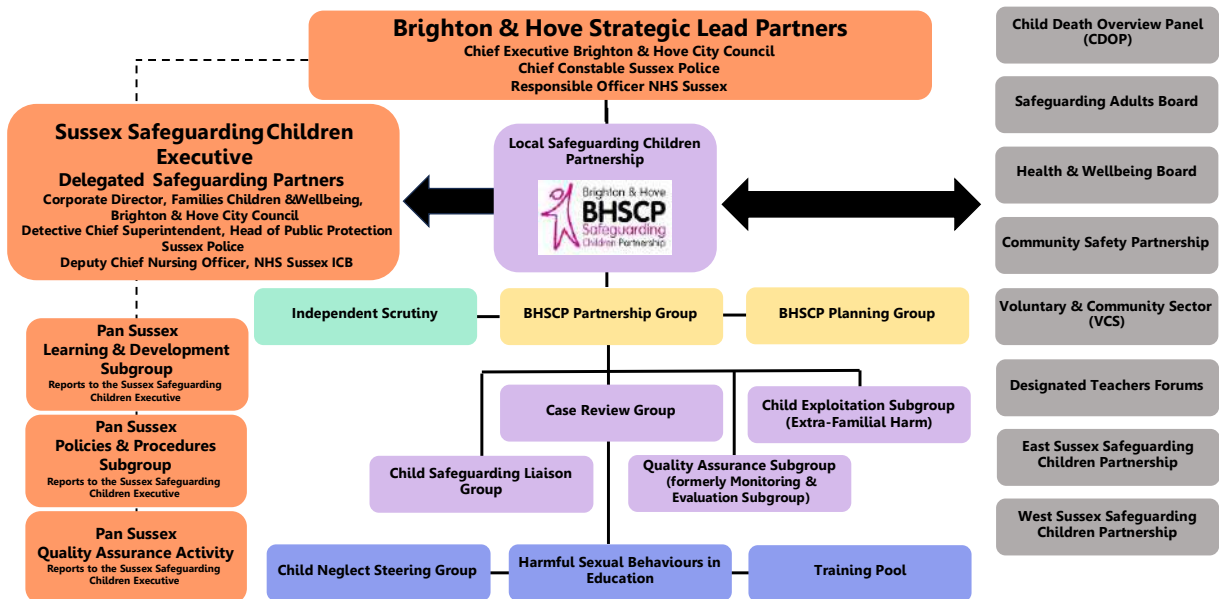 Brighton & Hove Strategic Lead Partners
Chief Executive Brighton & Hove City Council
Chief Constable Sussex Police
Responsible Officer NHS Sussex
Sussex Safeguarding Children
Executive
Delegated Safeguarding Partners
Corporate Director, Families Children &Wellbeing,
Brighton & Hove City Council
Detective Chief Superintendent, Head of Public Protection
Sussex Police
Deputy Chief Nursing Officer, NHS Sussex ICB
Local Safeguarding Children
Partnership
Brighton & Hove
BHSCP
Safeguarding
Children Partnership
Independent Scrutiny
BHSCP Partnership Group
BHSCP Planning Group
Pan Sussex
Learning & Development
Subgroup
Reports to the Sussex Safeguarding
Children Executive
Pan Sussex
Policies & Procedures
Subgroup
Reports to the Sussex Safeguarding
Children Executive
Pan Sussex
Quality Assurance Activity
Reports to the Sussex Safeguarding
Children Executive
Case Review Group
Child Exploitation Subgroup
(Extra-Familial Harm)
Child Safeguarding Liaison
Group
Quality Assurance Subgroup
(formerly Monitoring &
Evaluation Subgroup)
Child Neglect Steering Group
Harmful Sexual Behaviours in
Education
Training Pool
Child Death Overview Panel
(CDOP)
Safeguarding Adults Board
Health & Wellbeing Board
Community Safety Partnership
Voluntary & Community Sector
(VCS)
Designated Teachers Forums
East Sussex Safeguarding
Children Partnership
West Sussex Safeguarding
Children Partnership